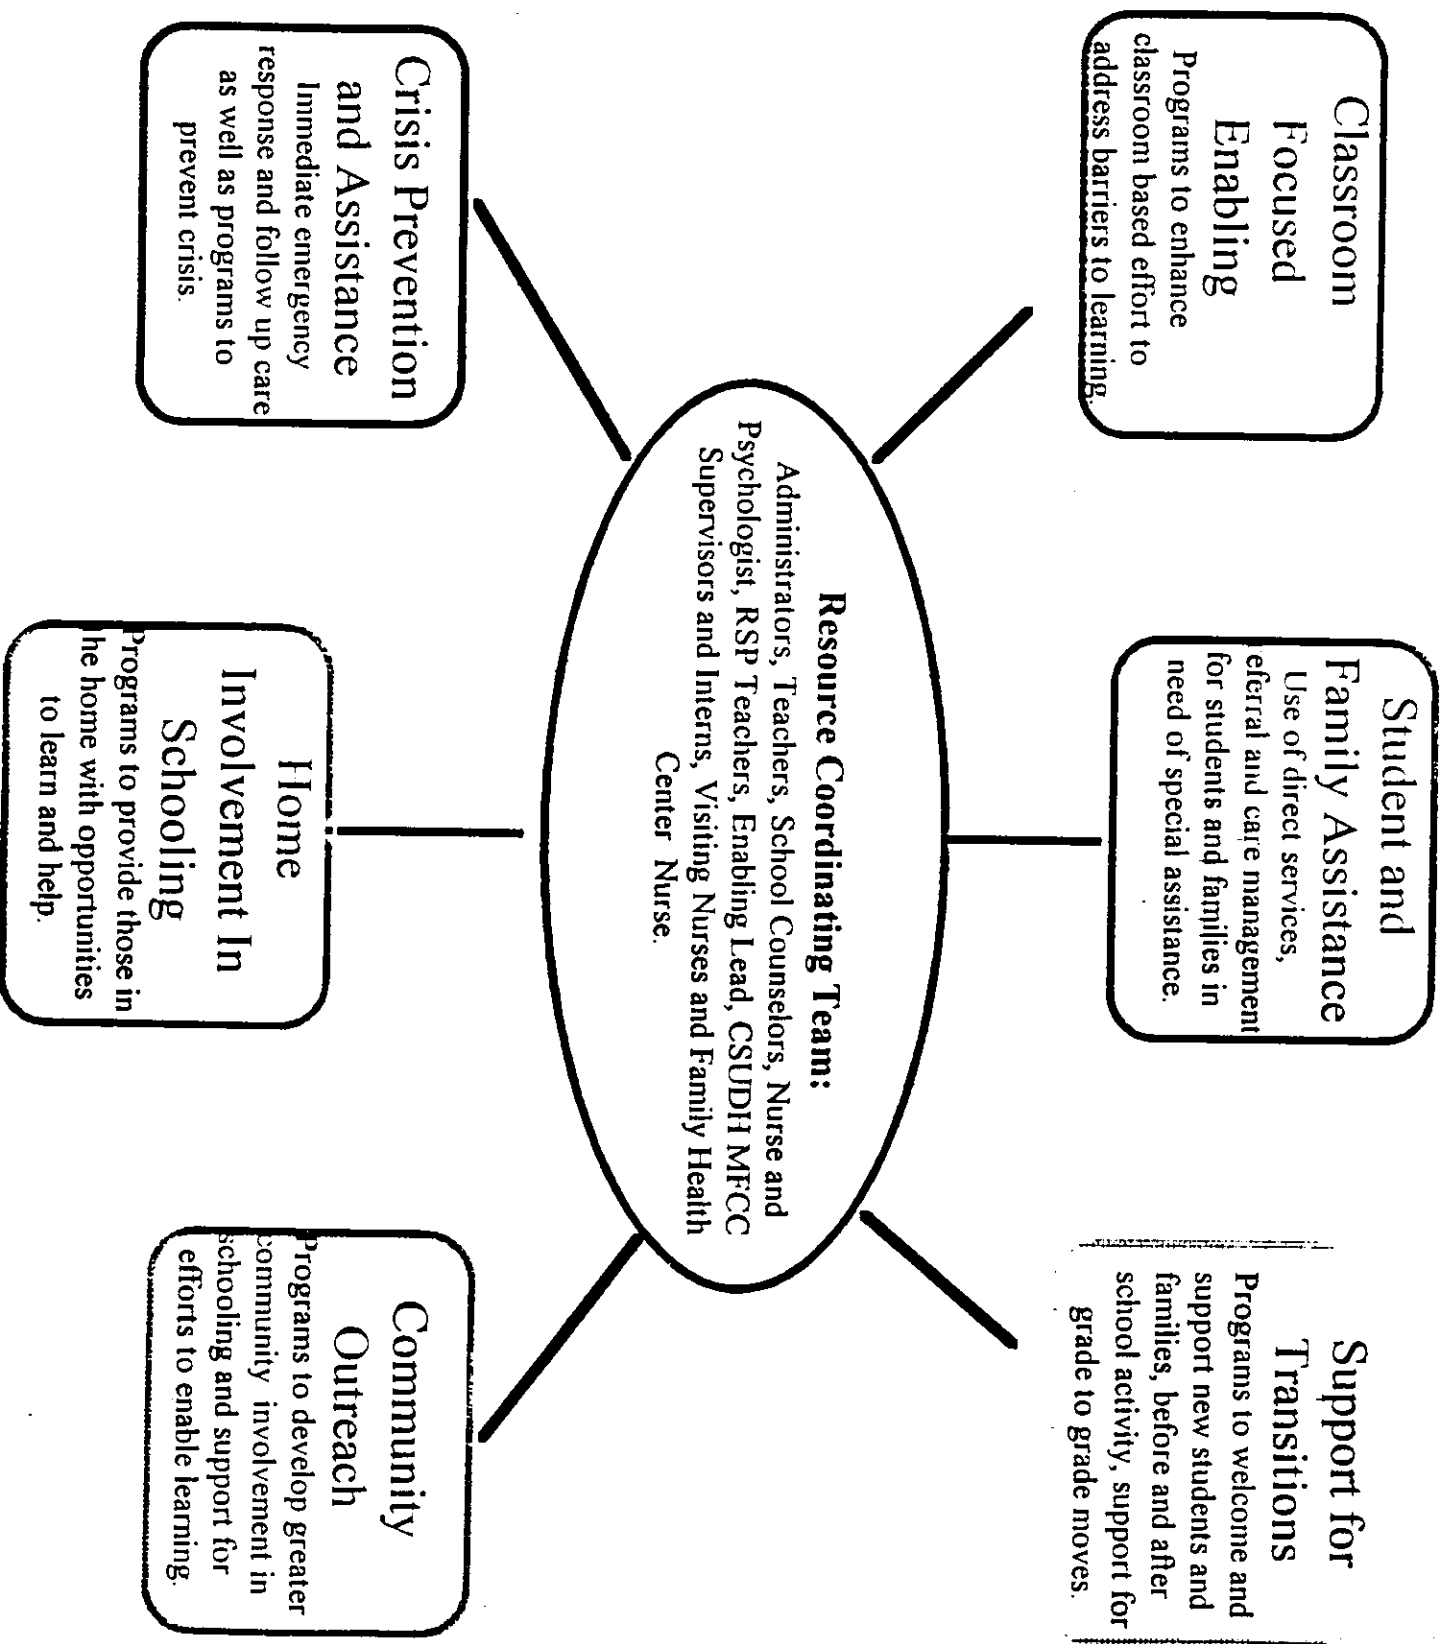 Classroom
Focused
Enabling
Programs to enhance
classroom based effort to
address barriers to learning.
Student and
Family Assistance
Use of direct services,
eferral and care management
for students and families in
need of special assistance.
Support for
Transitions
Programs to welcome and
support new students and
families, before and after
school activity, support for
grade to grade moves.
Resource Coordinating Team:
Administrators, Teachers, School Counselors, Nurse and
Psychologist, RSP Teachers, Enabling Lead, CSUDH MFCC
Supervisors and Interns, Visiting Nurses and Family Health
Center Nurse.
Crisis Prevention
and Assistance
Immediate emergency
response and follow up care
as well as programs to
prevent crisis.
Home
Involvement In
Schooling
Programs to provide those in
he home with opportunities
to learn and help.
Community
Outreach
Programs to develop greater
community involvement in
schooling and support for
efforts to enable learning.